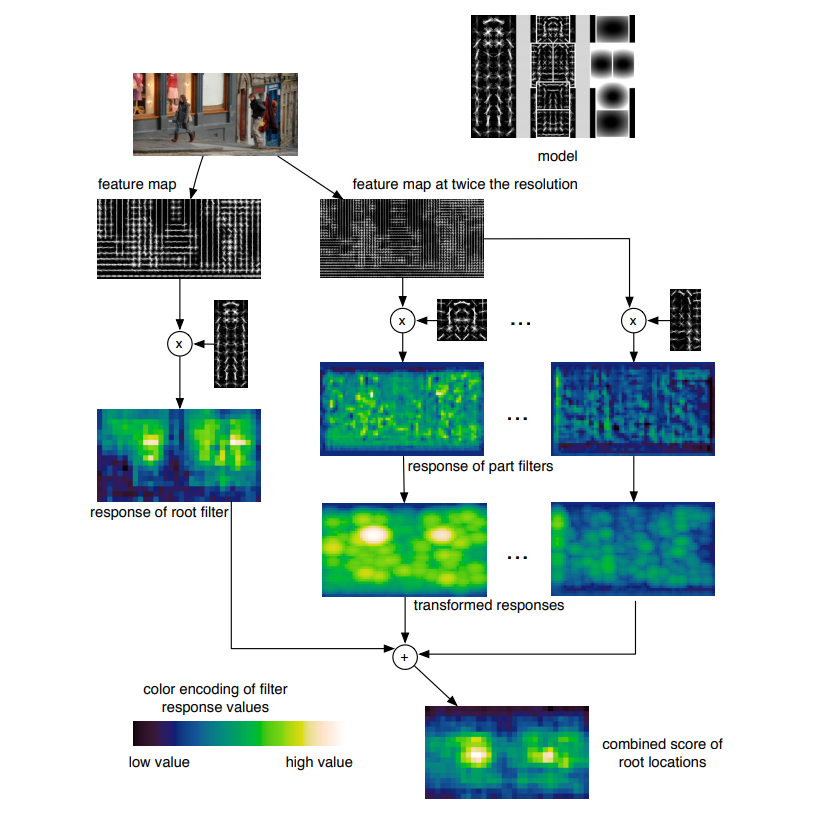 model
feature map
feature map at twice the resolution
x
x
...
x
...
response of part filters
response of root filter
...
transformed responses
+
color encoding of filter
response values
low value
high value
combined score of
root locations